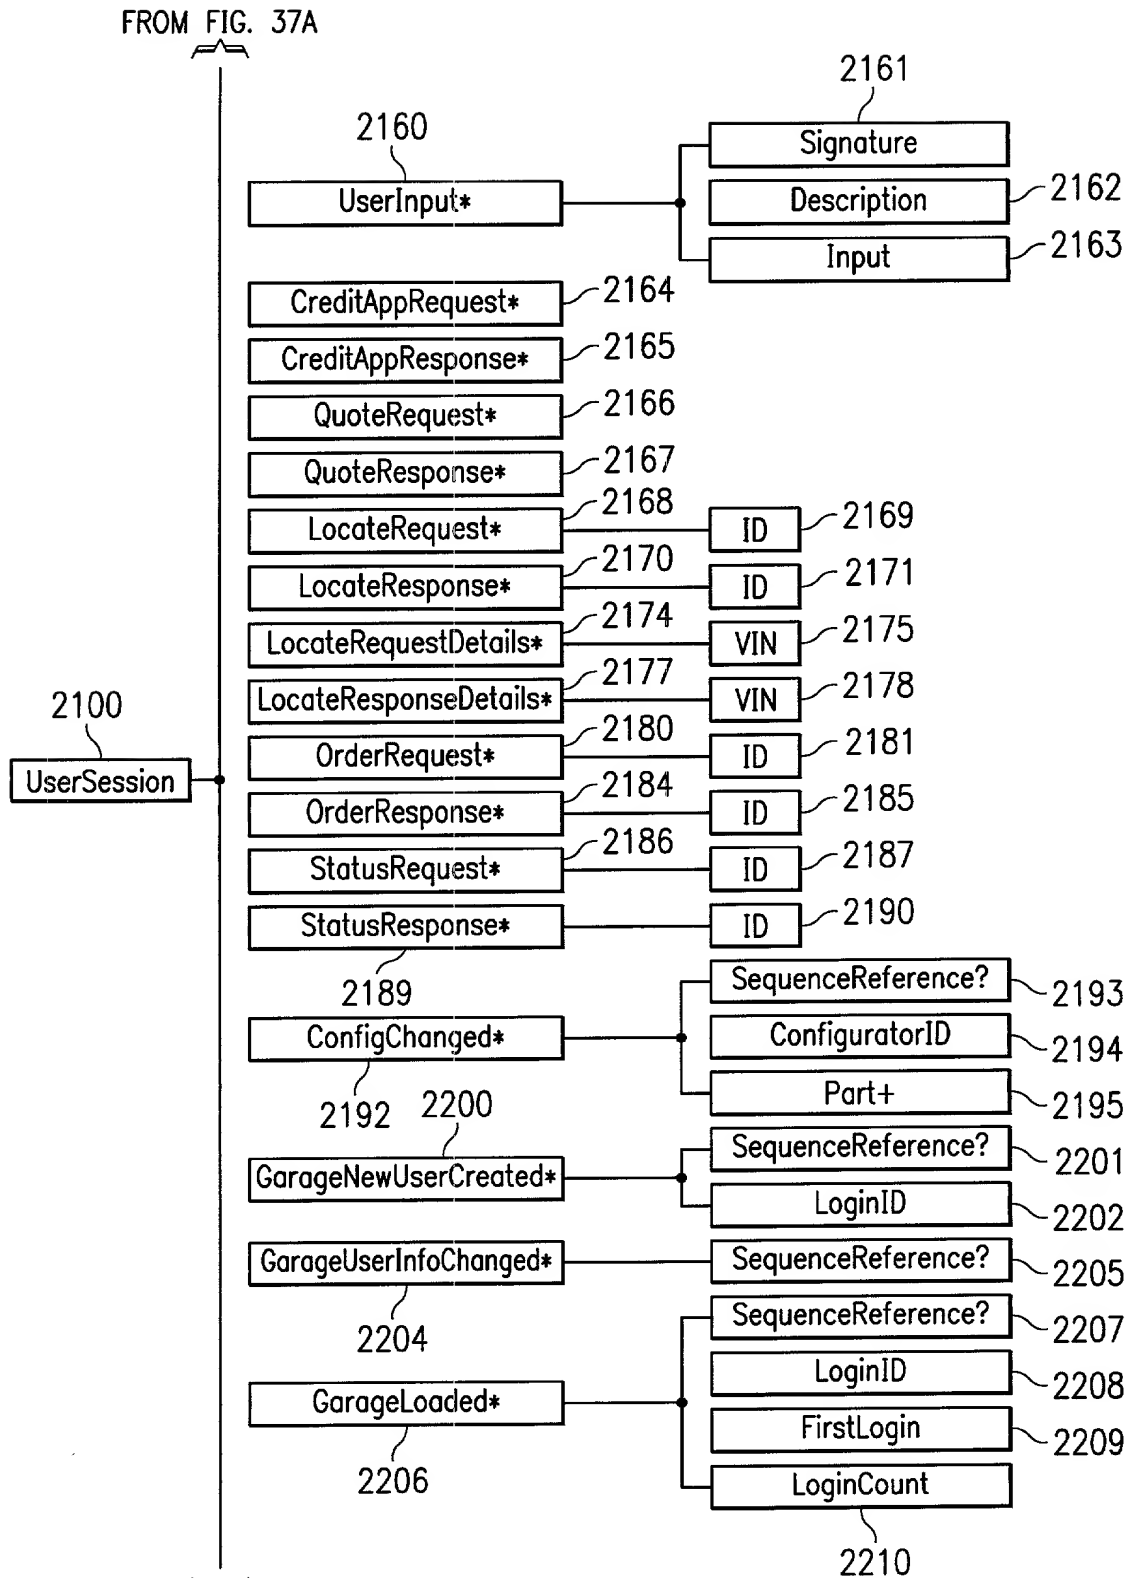 FROM FIG. 37A
2161
2160
Signature
UserInput*
Description
2162
Input
2163
CreditAppRequest*
2164
CreditAppResponse*
2165
QuoteRequest*
2166
QuoteResponse*
2167
LocateRequest*
2168
ID
2169
LocateResponse*
2170
ID
2171
LocateRequestDetails*
2174
VIN
2175
LocateResponseDetails*
2177
VIN
2178
2100
UserSession
OrderRequest*
2180
ID
2181
OrderResponse*
2184
ID
2185
StatusRequest*
2186
ID
2187
StatusResponse*
2189
ID
2190
ConfigChanged*
2192
SequenceReference?
2193
ConfiguratorID
2194
Part+
2195
2200
GarageNewUserCreated*
SequenceReference?
2201
LoginID
2202
GarageUserInfoChanged*
2204
SequenceReference?
2205
GarageLoaded*
2206
SequenceReference?
2207
LoginID
2208
FirstLogin
2209
LoginCount
2210